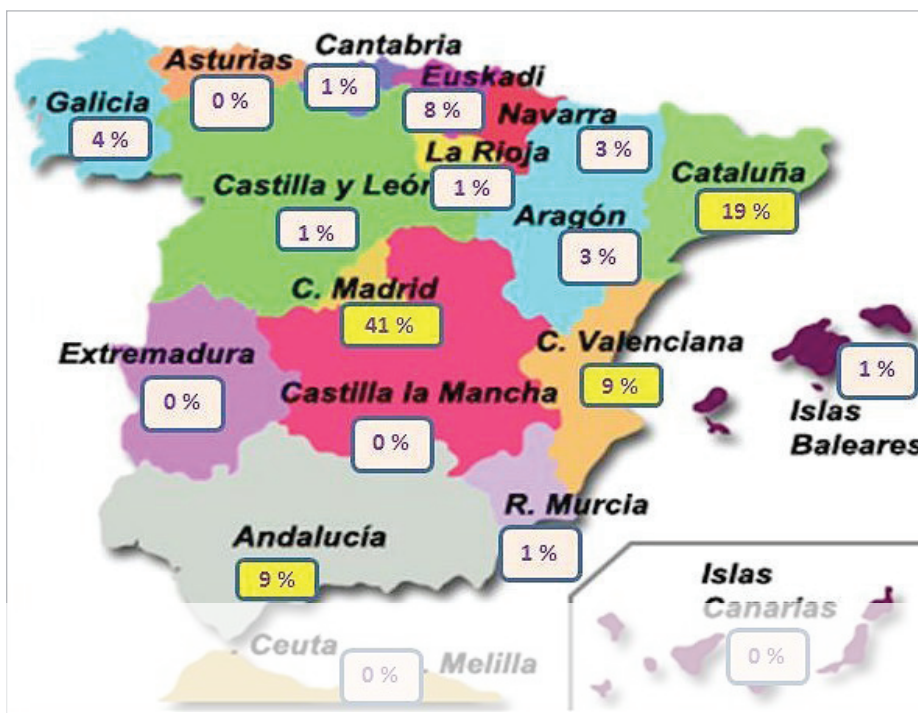 Cantabria
1 %
Asturias
0 %
Euskadi
8 %
Galicia
4 %
Navarra
3 %
La Rioja
1 %
Cataluña
19 %
Castilla y León
1 %
Aragón
3 %
C. Madrid
41 %
C. Valenciana
9 %
Extremadura
0 %
Castilla la Mancha
0 %
1 %
Islas
Baleares
R. Murcia
1 %
Andalucía
9 %
Islas
Canarias
0 %
. Ceuta
0 %
. Melilla